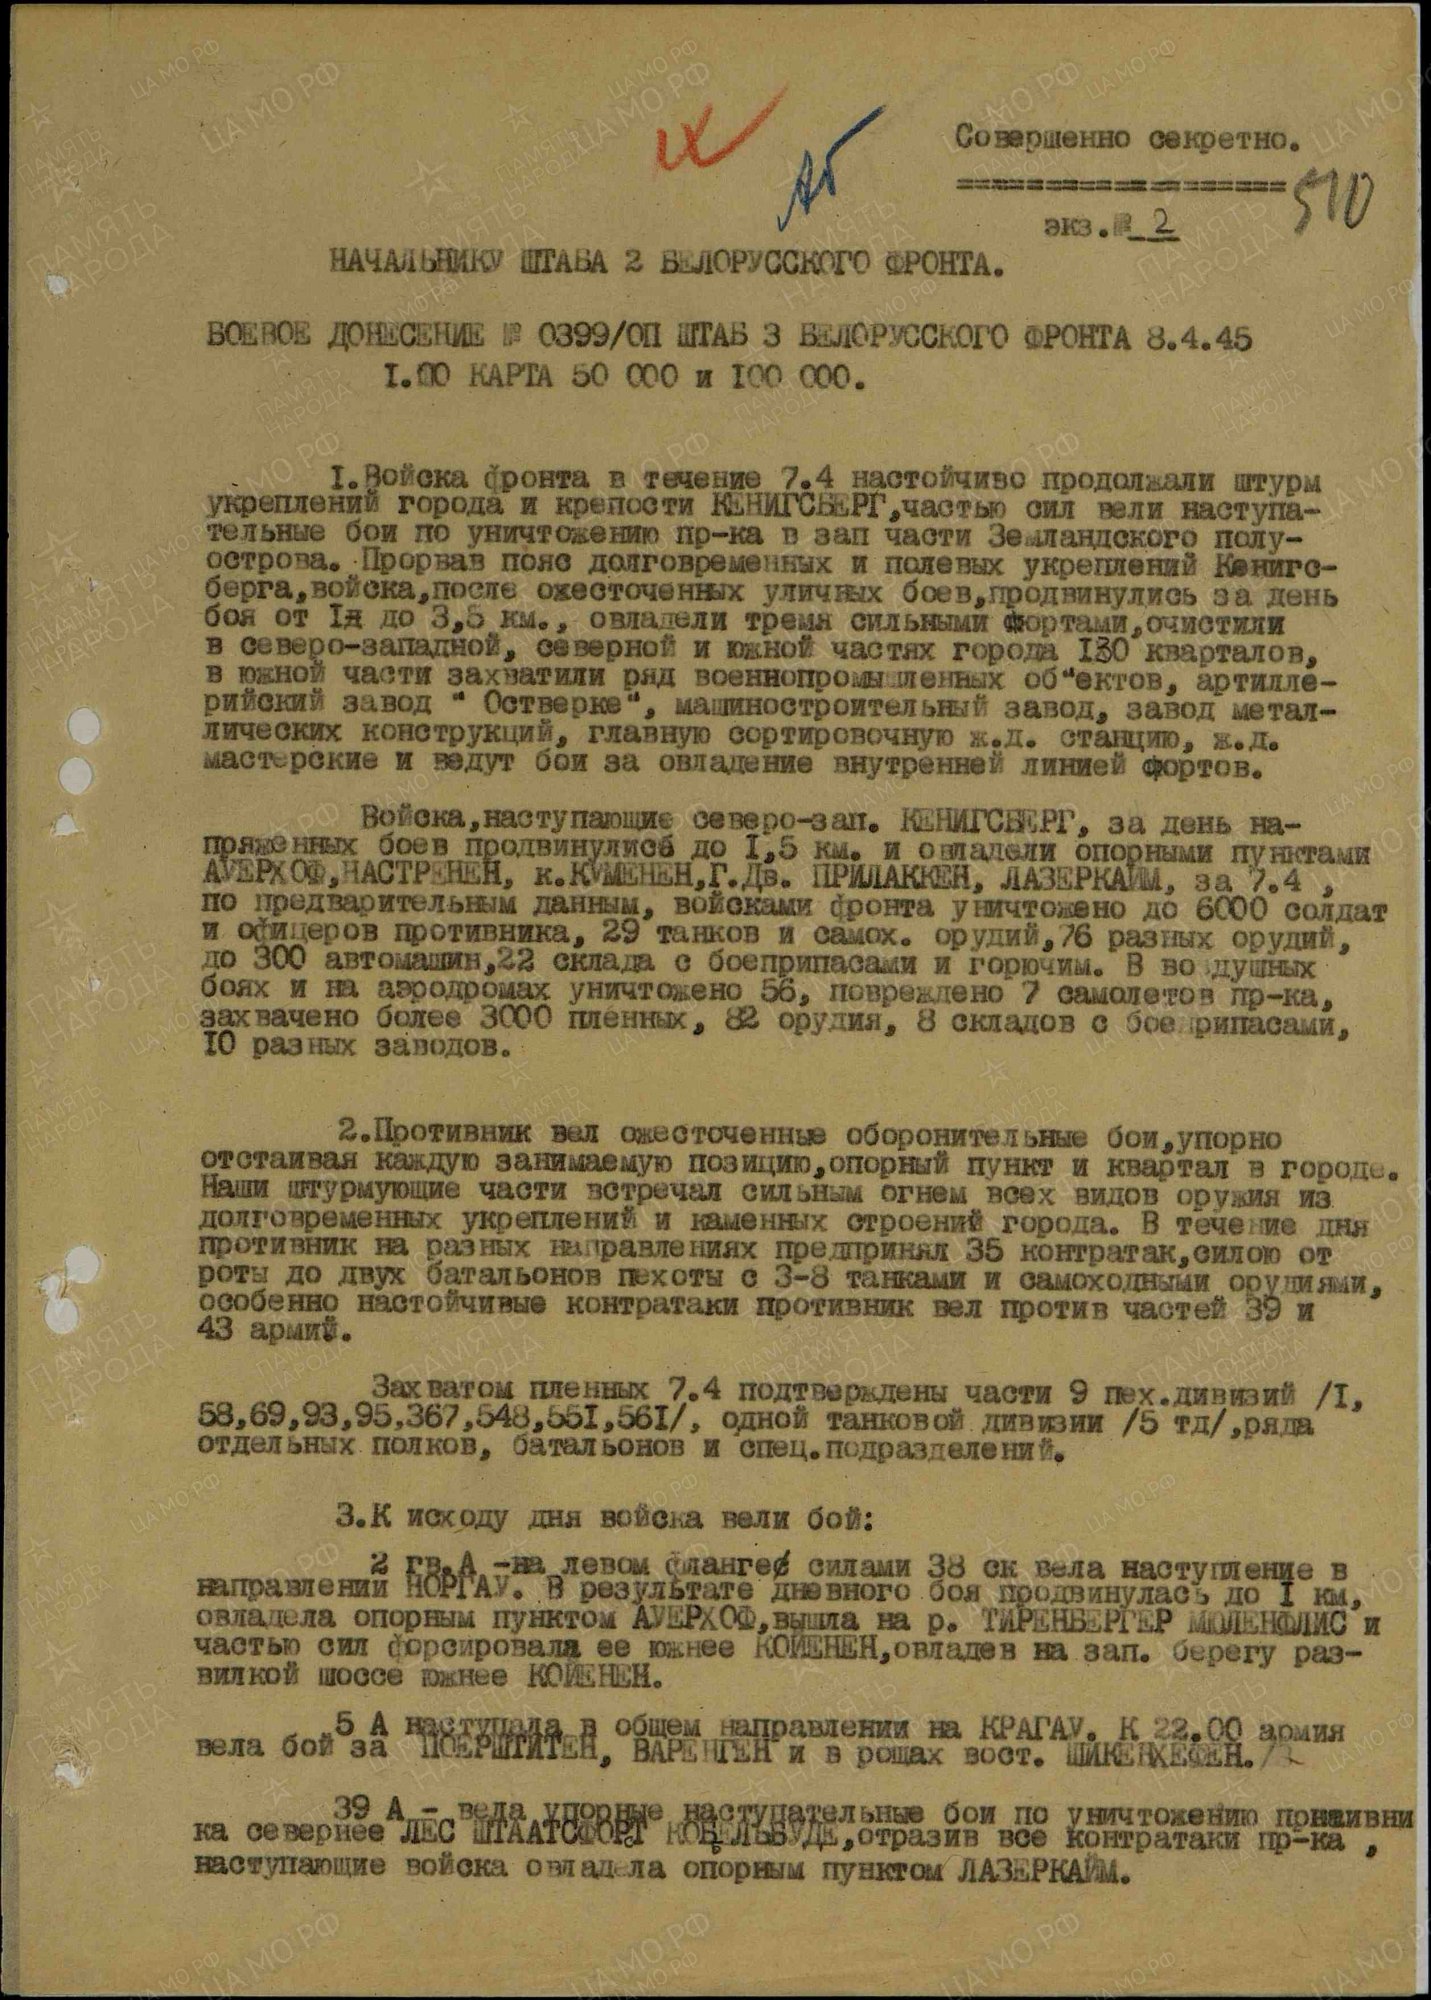 Совершенно секретно.
====================
510
экз.№ 2
НАЧАЛЬНИКУ ШТАБА 2 БЕЛОРУССКОГО ФРОНТА.
БОЕВОЕ ДОНЕСЕНИЕ № 0399/ОП ШТАБ 3 БЕЛОРУССКОГО ФРОНТА 8.4.45
I.00 КАРТА 50 000 и I00 000.
I.Войска фронта в течение 7.4 настойчиво продолжали штурм
укреплений города и крепости КЕНИГСБЕРГ,частью сил вели наступа-
тельные бои по уничтожению пр-ка в зап части Земландского полу-
острова. Прорвав пояс долговременных и полевых укреплений Кенигс-
берга,войска,после ожесточенных уличных боев,продвинулись за день
боя от I до 3,5 км., овладели тремя сильными фортами,очистили
в северо-западной, северной и южной частях города I30 кварталов,
в южной части захватили ряд военнопромышленных об"ектов, артилле-
рийский завод " Остверке", машиностроительный завод, завод метал-
лических конструкций, главную сортировочную ж.д. станцию, ж.д.
мастерские и ведут бои за овладение внутренней линией фортов.
Войска,наступающие северо-зап. КЕНИГСБЕРГ, за день на-
пряженных боев продвинулись до I,5 км. и овладели опорными пунктами
АУЕРХОФ,НАСТРЕНЕН, к.КУМЕНЕН,Г.Дв. ПРИЛАККЕН, ЛАЗЕРКАЙМ, за 7.4 ,
по предварительным данным, войсками фронта уничтожено до 6000 солдат
и офицеров противника, 29 танков и самох. орудий,76 разных орудий,
до 300 автомашин,22 склада с боеприпасами и горючим. В воздушных
боях и на аэродромах уничтожено 56, повреждено 7 самолетов пр-ка,
захвачено более 3000 пленных, 82 орудия, 8 складов с боеприпасами,
I0 разных заводов.
2.Противник вел ожесточенные оборонительные бои,упорно
отстаивая каждую занимаемую позицию,опорный пункт и квартал в городе.
Наши штурмующие части встречал сильным огнем всех видов оружия из
долговременных укреплений и каменных строений города. В течение дня
противник на разных направлениях предпринял 35 контратак,силою от
роты до двух батальонов пехоты с 3-8 танками и самоходными орудиями,
особенно настойчивые контратаки противник вел против частей 39 и
43 армий.
Захватом пленных 7.4 подтверждены части 9 пех.дивизий /I,
58,69,93,95,367,548,55I,56I/, одной танковой дивизии /5 тд/,ряда
отдельных полков, батальонов и спец.подразделений.
3.К исходу дня войска вели бой:
2 гв.А -на левом фланге силами 38 ск вела наступление в
направлении НОРГАУ. В результате дневного боя продвинулась до I км,
овладела опорным пунктом АУЕРХОФ,вышла на р. ТИРЕНБЕРГЕР МЮЛЕНФЛИС и
частью сил форсировала ее южнее КОЙЕНЕН,овладев на зап. берегу раз-
вилкой шоссе южнее КОЙЕНЕН.
5 А наступала в общем направлении на КРАГАУ. К 22.00 армия
вела бой за ПОЕРШТИТЕН, ВАРЕНГЕН и в рощах вост. ШИКЕНХЕФЕН.
39 А - вела упорные наступательные бои по уничтожению противни
ка севернее ЛЕС ШТААТСФОРТ КОБЕЛЬБУДЕ,отразив все контратаки пр-ка ,
наступающие войска овладела опорным пунктом ЛАЗЕРКАЙМ.